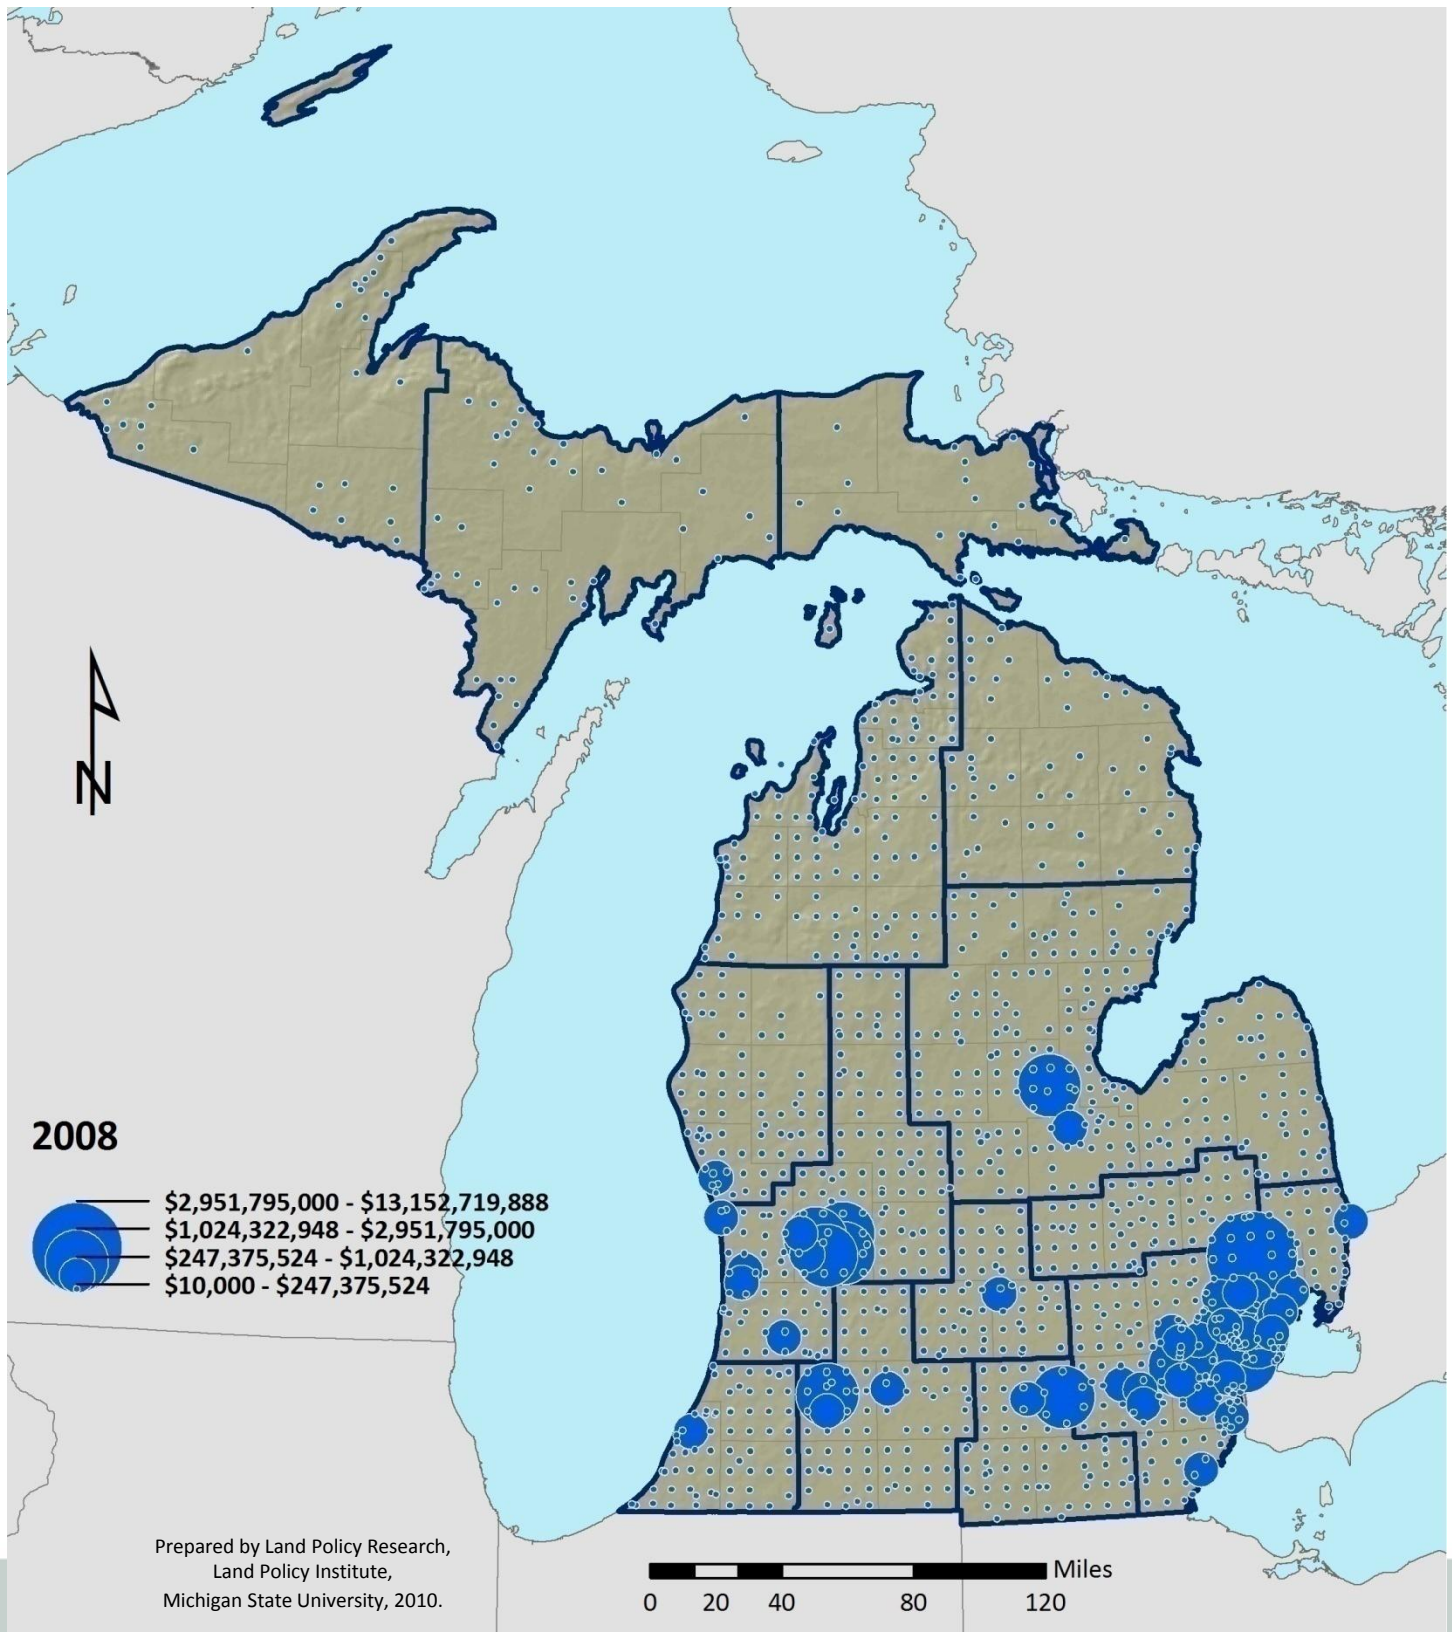 N
2008
$2,951,795,000 - $13,152,719,888
$1,024,322,948 - $2,951,795,000
$247,375,524 - $1,024,322,948
$10,000 - $247,375,524
Prepared by Land Policy Research,
Land Policy Institute,
Michigan State University, 2010.
Miles
0 20 40 80 120